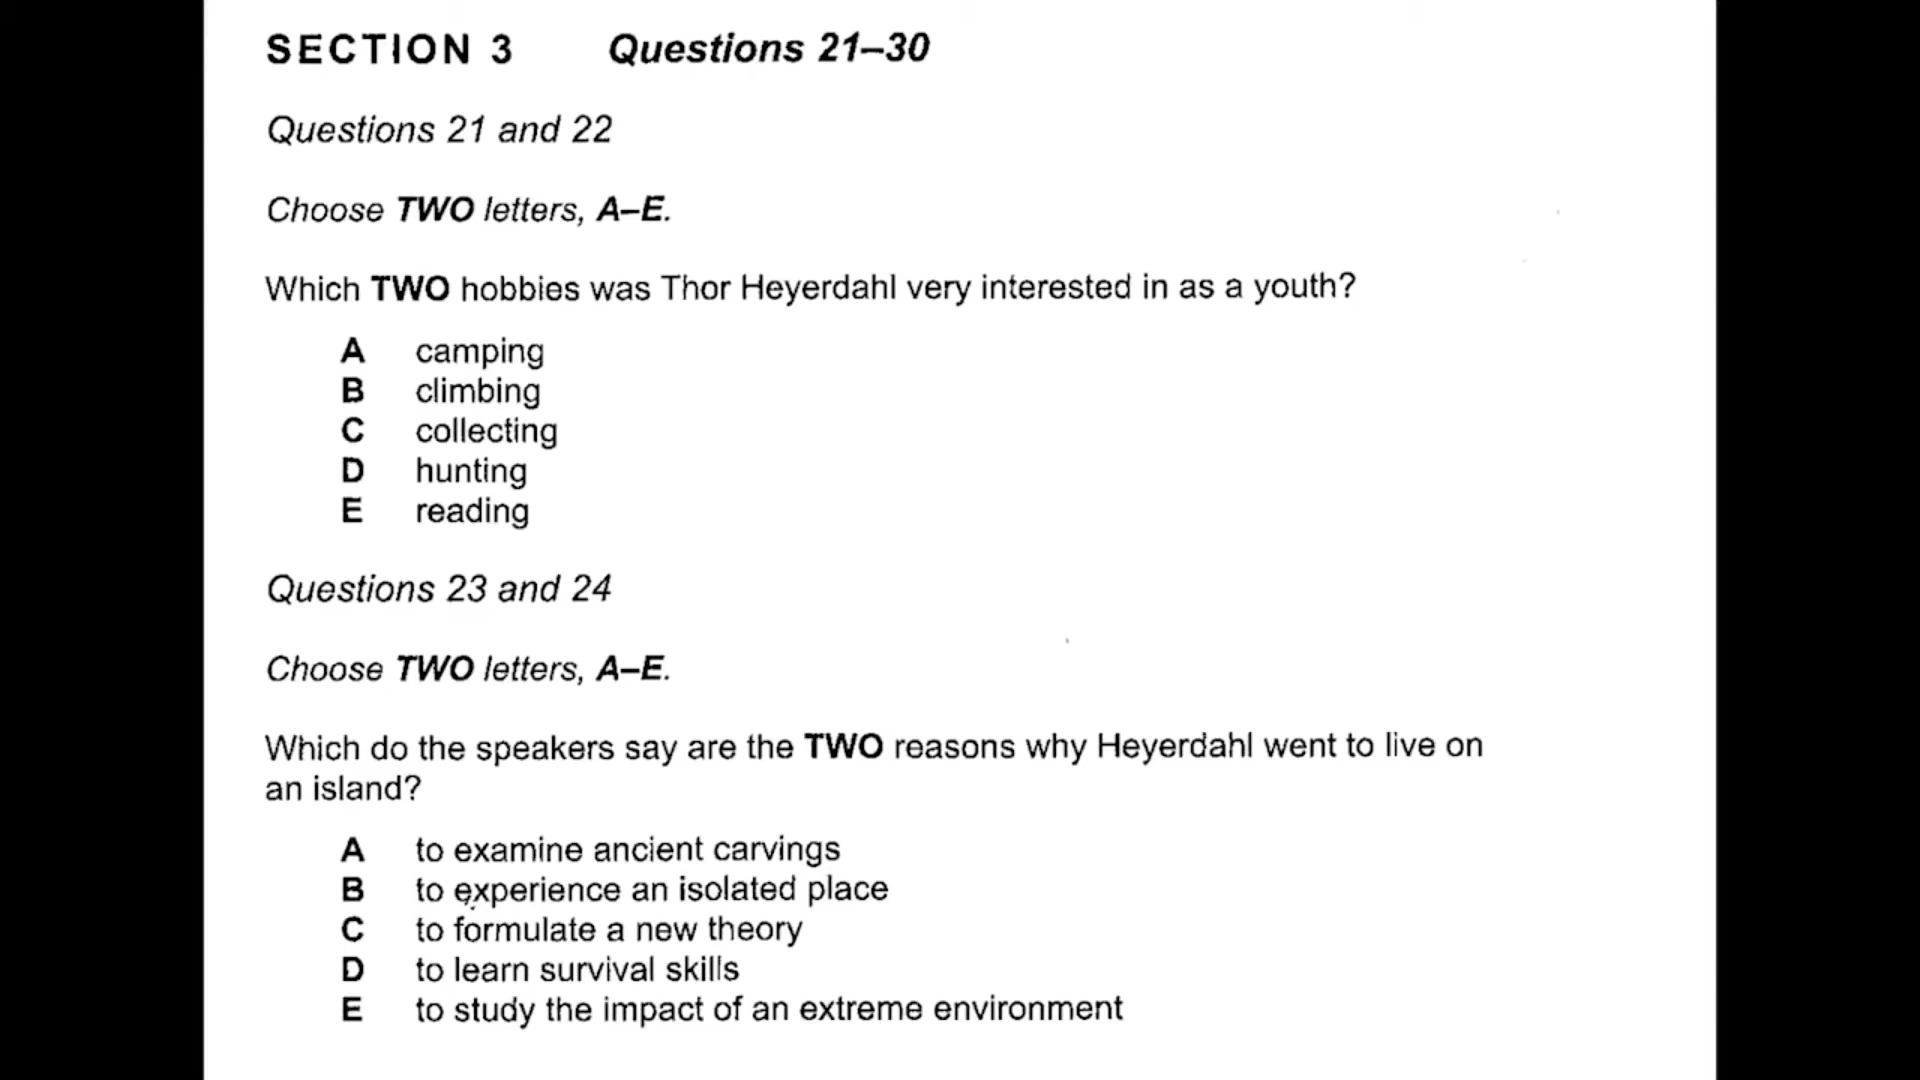 SECTION 3 Questions 21–30
Questions 21 and 22
Choose TWO letters, A–E.
Which TWO hobbies was Thor Heyerdahl very interested in as a youth?
A camping
B climbing
C collecting
D hunting
E reading
Questions 23 and 24
Choose TWO letters, A–E.
Which do the speakers say are the TWO reasons why Heyerdahl went to live on
an island?
A to examine ancient carvings
B to experience an isolated place
C to formulate a new theory
D to learn survival skills
E to study the impact of an extreme environment